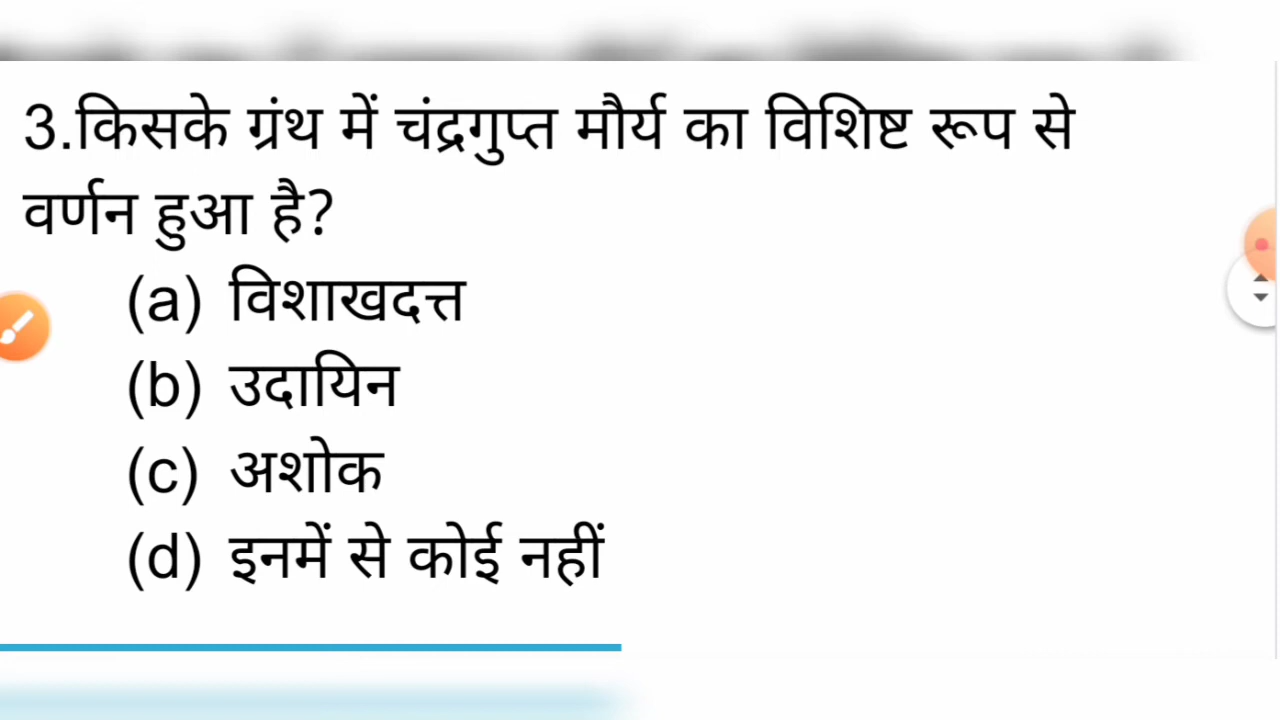 3.किसके ग्रंथ में चंद्रगुप्त मौर्य का विशिष्ट रूप से
वर्णन हुआ है?
(a) विशाखदत्त
(b) उदायिन
(c) अशोक
(d) इनमें से कोई नहीं